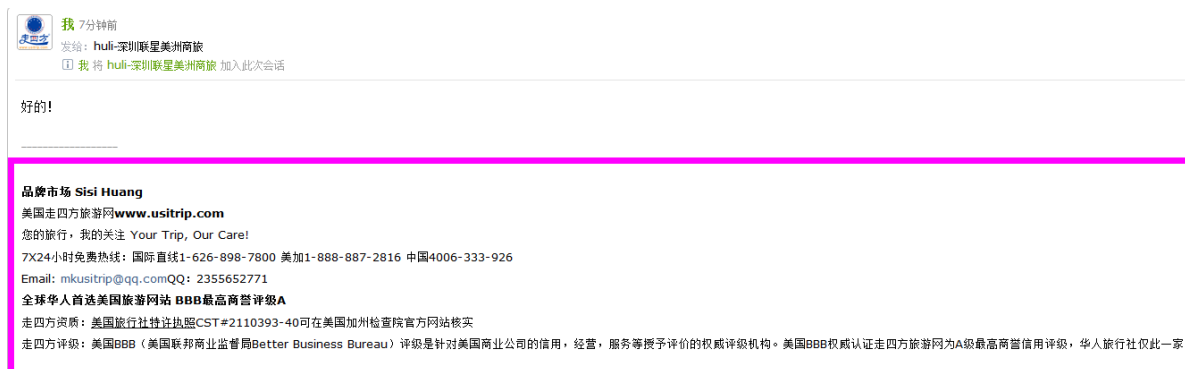 走四方
我 7分钟前
发给：huli-深圳联星美洲商旅
我 将 huli-深圳联星美洲商旅 加入此次会话
好的！
------------------
品牌市场 Sisi Huang
美国走四方旅游网www.usitrip.com
您的旅行，我的关注 Your Trip, Our Care!
7X24小时免费热线：国际直线1-626-898-7800 美加1-888-887-2816 中国4006-333-926
Email: mkusitrip@qq.comQQ：2355652771
全球华人首选美国旅游网站 BBB最高商誉评级A
走四方资质：美国旅行社特许执照CST#2110393-40可在美国加州检查院官方网站核实
走四方评级：美国BBB（美国联邦商业监督局Better Business Bureau）评级是针对美国商业公司的信用，经营，服务等授予评价的权威评级机构。美国BBB权威认证走四方旅游网为A级最高商誉信用评级，华人旅行社仅此一家